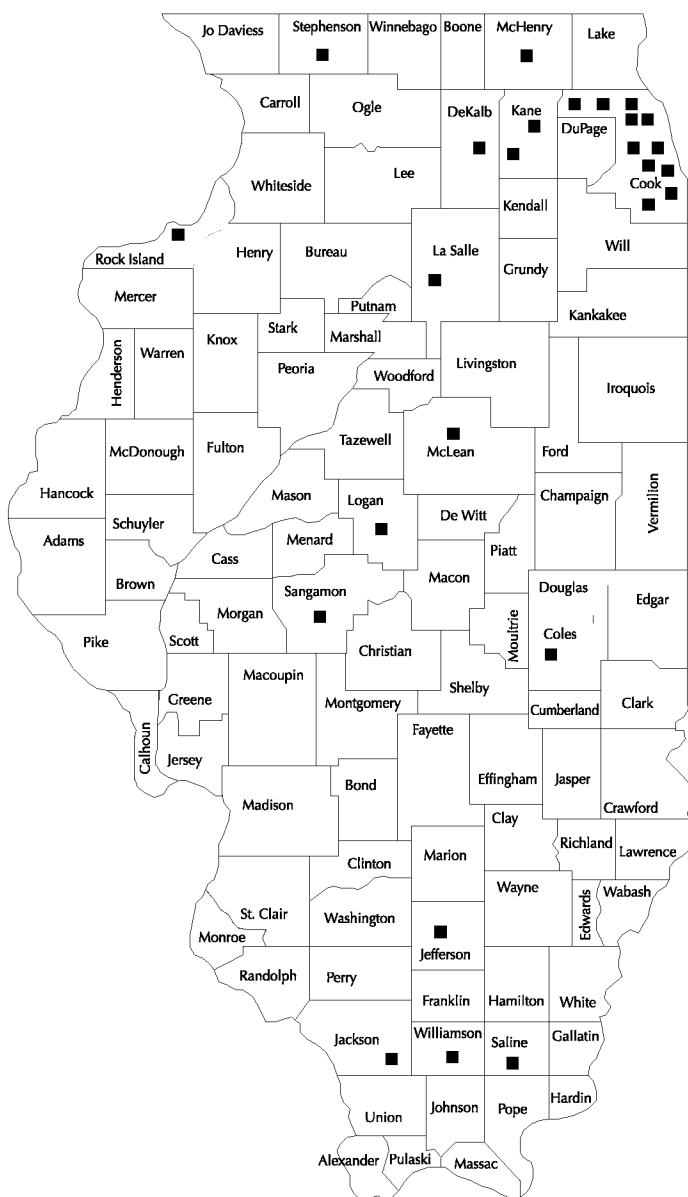 Jo Daviess
Stephenson
Winnebago
Boone
McHenry
Lake
Carroll
Ogle
DeKalb
Kane
DuPage
Cook
Whiteside
Lee
Kendall
Rock Island
Henry
Bureau
La Salle
Will
Grundy
Mercer
Putnam
Kankakee
Henderson
Warren
Knox
Stark
Marshall
Peoria
Woodford
Livingston
Iroquois
McDonough
Fulton
Tazewell
McLean
Ford
Hancock
Mason
Logan
Champaign
Vermilion
Adams
Schuyler
Menard
De Witt
Piatt
Brown
Cass
Sangamon
Macon
Douglas
Edgar
Pike
Scott
Morgan
Christian
Moultrie
Coles
Macoupin
Greene
Montgomery
Shelby
Cumberland
Clark
Calhoun
Jersey
Fayette
Effingham
Jasper
Crawford
Madison
Bond
Clay
Clinton
Marion
Richland
Lawrence
St. Clair
Washington
Wayne
Edwards
Wabash
Monroe
Jefferson
Randolph
Perry
Franklin
Hamilton
White
Jackson
Williamson
Saline
Gallatin
Union
Johnson
Pope
Hardin
Alexander
Pulaski
Massac